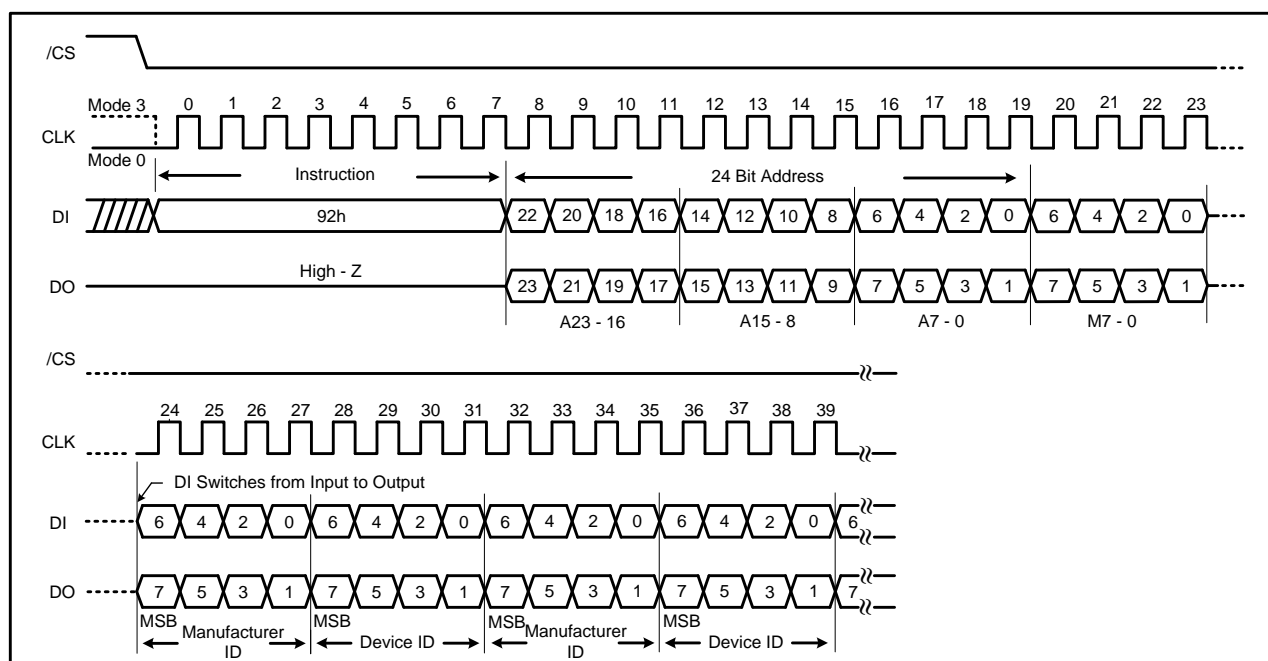 /CS
Mode 3
0 1 2 3 4 5 6 7 8 9 10 11 12 13 14 15 16 17 18 19 20 21 22 23
CLK
Mode 0
Instruction
24 Bit Address
DI
92h
22 20 18 16 14 12 10 8 6 4 2 0 6 4 2 0
High - Z
DO
23 21 19 17 15 13 11 9 7 5 3 1 7 5 3 1
A23 - 16
A15 - 8
A7 - 0
M7 - 0
/CS
24 25 26 27 28 29 30 31 32 33 34 35 36 37 38 39
CLK
DI Switches from Input to Output
DI
6 4 2 0 6 4 2 0 6 4 2 0 6 4 2 0 6
DO
7 5 3 1 7 5 3 1 7 5 3 1 7 5 3 1 7
MSB
MSB
MSB
MSB
Manufacturer
ID
Device ID
Manufacturer
ID
Device ID